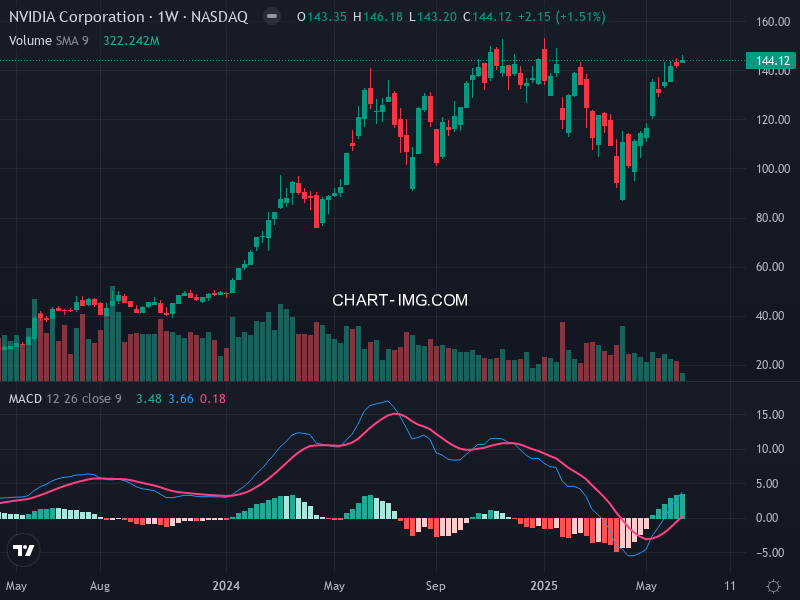 NVIDIA Corporation · 1W · NASDAQ O143.35 H146.18 L143.20 C144.12 +2.15 (+1.51%)
Volume SMA 9 322.242M
160.00
144.12
140.00
120.00
100.00
80.00
60.00
CHART-IMG.COM
40.00
20.00
MACD 12 26 close 9 3.48 3.66 0.18
15.00
10.00
5.00
0.00
−5.00
May Aug 2024 May Sep 2025 May 11